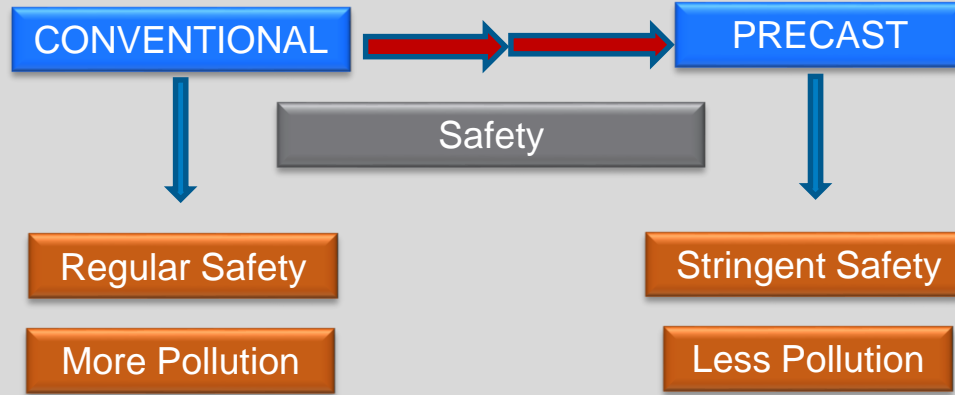 CONVENTIONAL
PRECAST
Safety
Regular Safety
Stringent Safety
More Pollution
Less Pollution